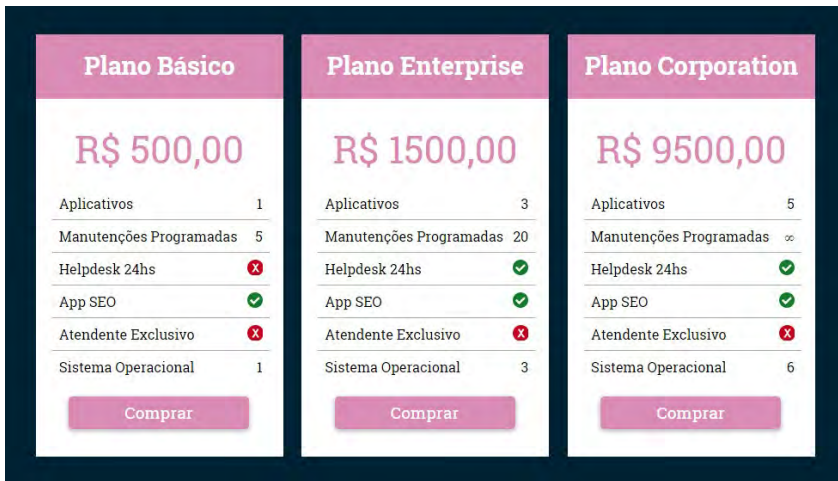 Plano Básico
R$ 500,00
Aplicativos 1
Manutenções Programadas 5
Helpdesk 24hs
App SEO
Atendente Exclusivo
Sistema Operacional 1
Comprar
Plano Enterprise
R$ 1500,00
Aplicativos 3
Manutenções Programadas 20
Helpdesk 24hs
App SEO
Atendente Exclusivo
Sistema Operacional 3
Comprar
Plano Corporation
R$ 9500,00
Aplicativos 5
Manutenções Programadas ∞
Helpdesk 24hs
App SEO
Atendente Exclusivo
Sistema Operacional 6
Comprar